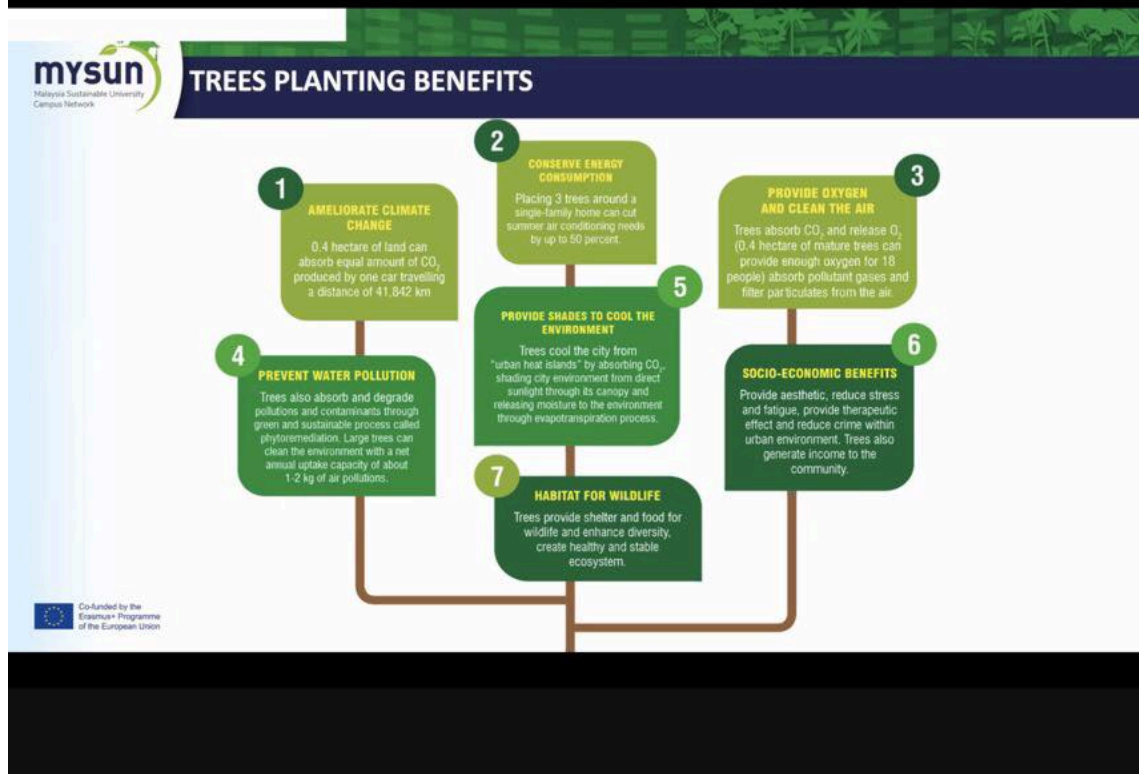 mysun
Malaysia Sustainable University
Campus Network
TREES PLANTING BENEFITS
1
AMELIORATE CLIMATE
CHANGE
0.4 hectare of land can
absorb equal amount of CO₂
produced by one car travelling
a distance of 41,842 km
2
CONSERVE ENERGY
CONSUMPTION
Placing 3 trees around a
single-family home can cut
summer air conditioning needs
by up to 50 percent.
3
PROVIDE OXYGEN
AND CLEAN THE AIR
Trees absorb CO₂ and release O₂
(0.4 hectare of mature trees can
provide enough oxygen for 18
people) absorb pollutant gases and
filter particulates from the air.
4
PREVENT WATER POLLUTION
Trees also absorb and degrade
pollutions and contaminants through
green and sustainable process called
phytoremediation. Large trees can
clean the environment with a net
annual uptake capacity of about
1-2 kg of air pollutions.
5
PROVIDE SHADES TO COOL THE
ENVIRONMENT
Trees cool the city from
"urban heat islands" by absorbing CO₂,
shading city environment from direct
sunlight through its canopy and
releasing moisture to the environment
through evapotranspiration process.
6
SOCIO-ECONOMIC BENEFITS
Provide aesthetic, reduce stress
and fatigue, provide therapeutic
effect and reduce crime within
urban environment. Trees also
generate income to the
community.
7
HABITAT FOR WILDLIFE
Trees provide shelter and food for
wildlife and enhance diversity,
create healthy and stable
ecosystem.
Co-funded by the
Erasmus+ Programme
of the European Union